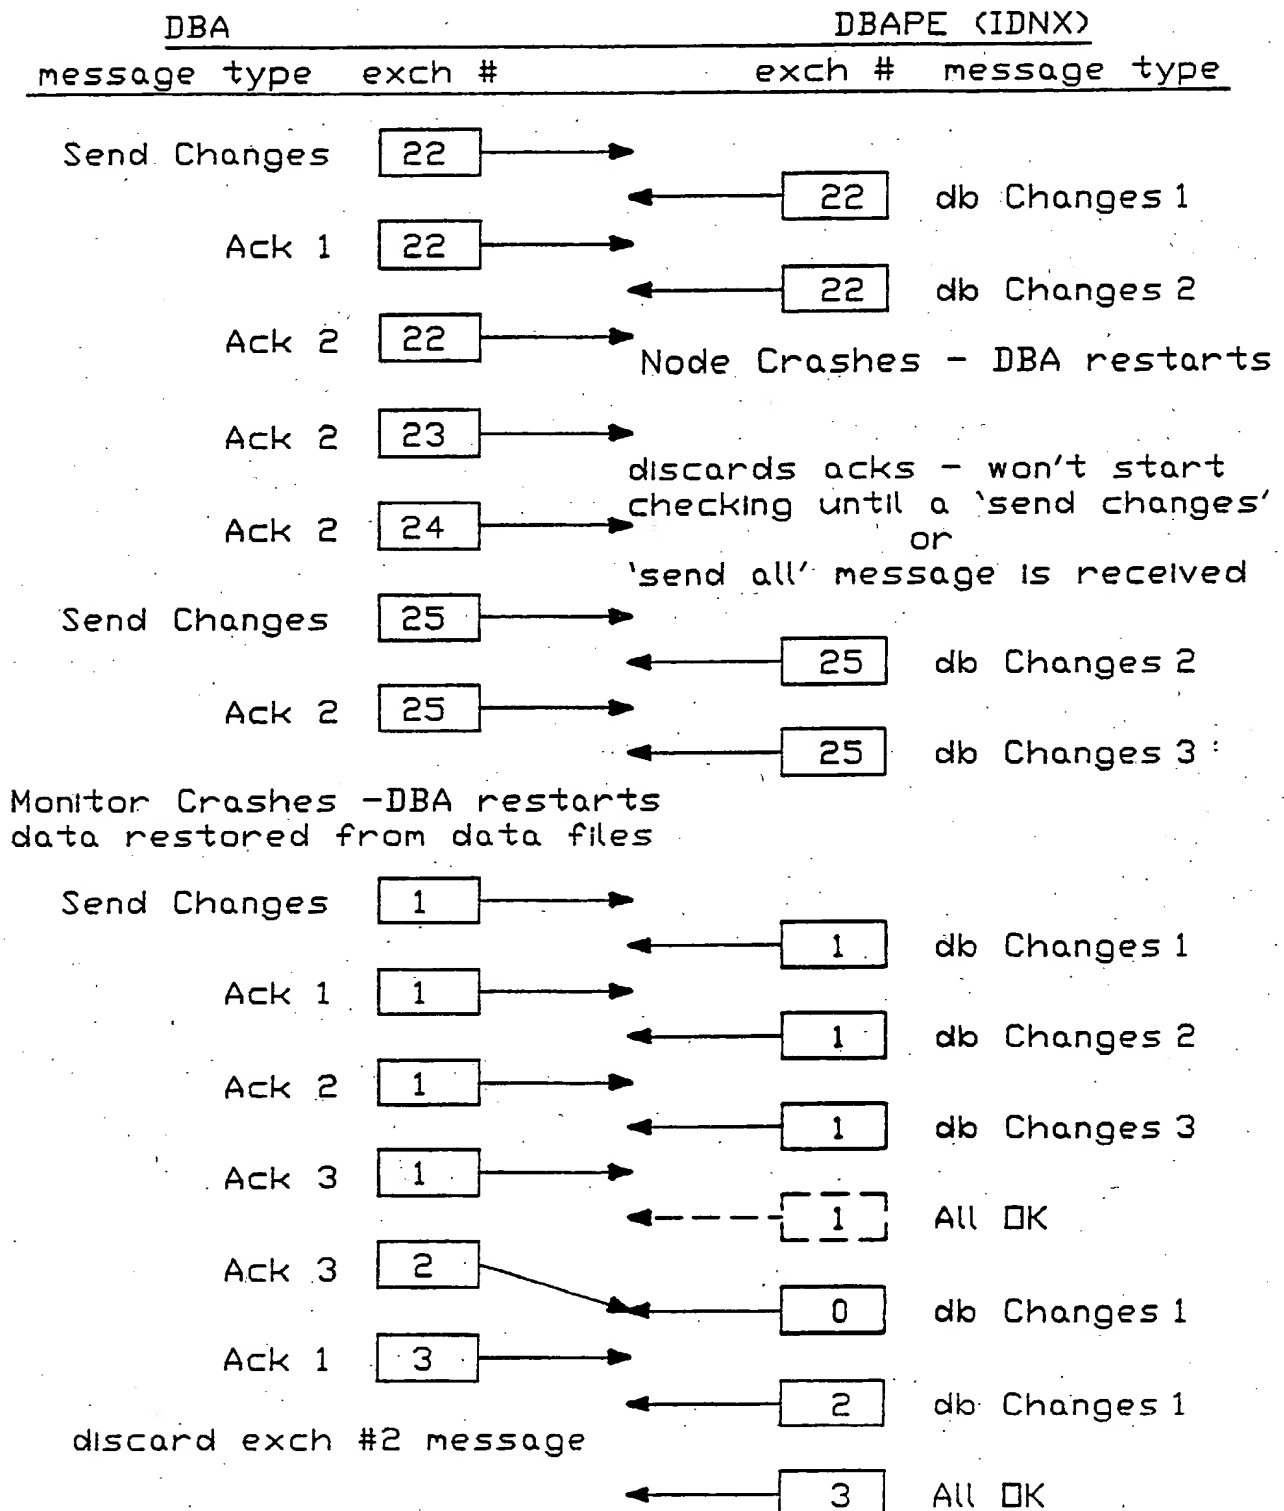 DBA DBAPE (IDNX)
message type exch # exch # message type
Send Changes 22
22 db Changes 1
Ack 1 22
22 db Changes 2
Ack 2 22
Node Crashes - DBA restarts
Ack 2 23
discards acks - won't start
checking until a 'send changes'
Ack 2 24
or
'send all' message is received
Send Changes 25
25 db Changes 2
Ack 2 25
25 db Changes 3
Monitor Crashes -DBA restarts
data restored from data files
Send Changes 1
1 db Changes 1
Ack 1 1
1 db Changes 2
Ack 2 1
1 db Changes 3
Ack 3 1
1 All OK
Ack 3 2
0 db Changes 1
Ack 1 3
2 db Changes 1
discard exch #2 message
3 All OK